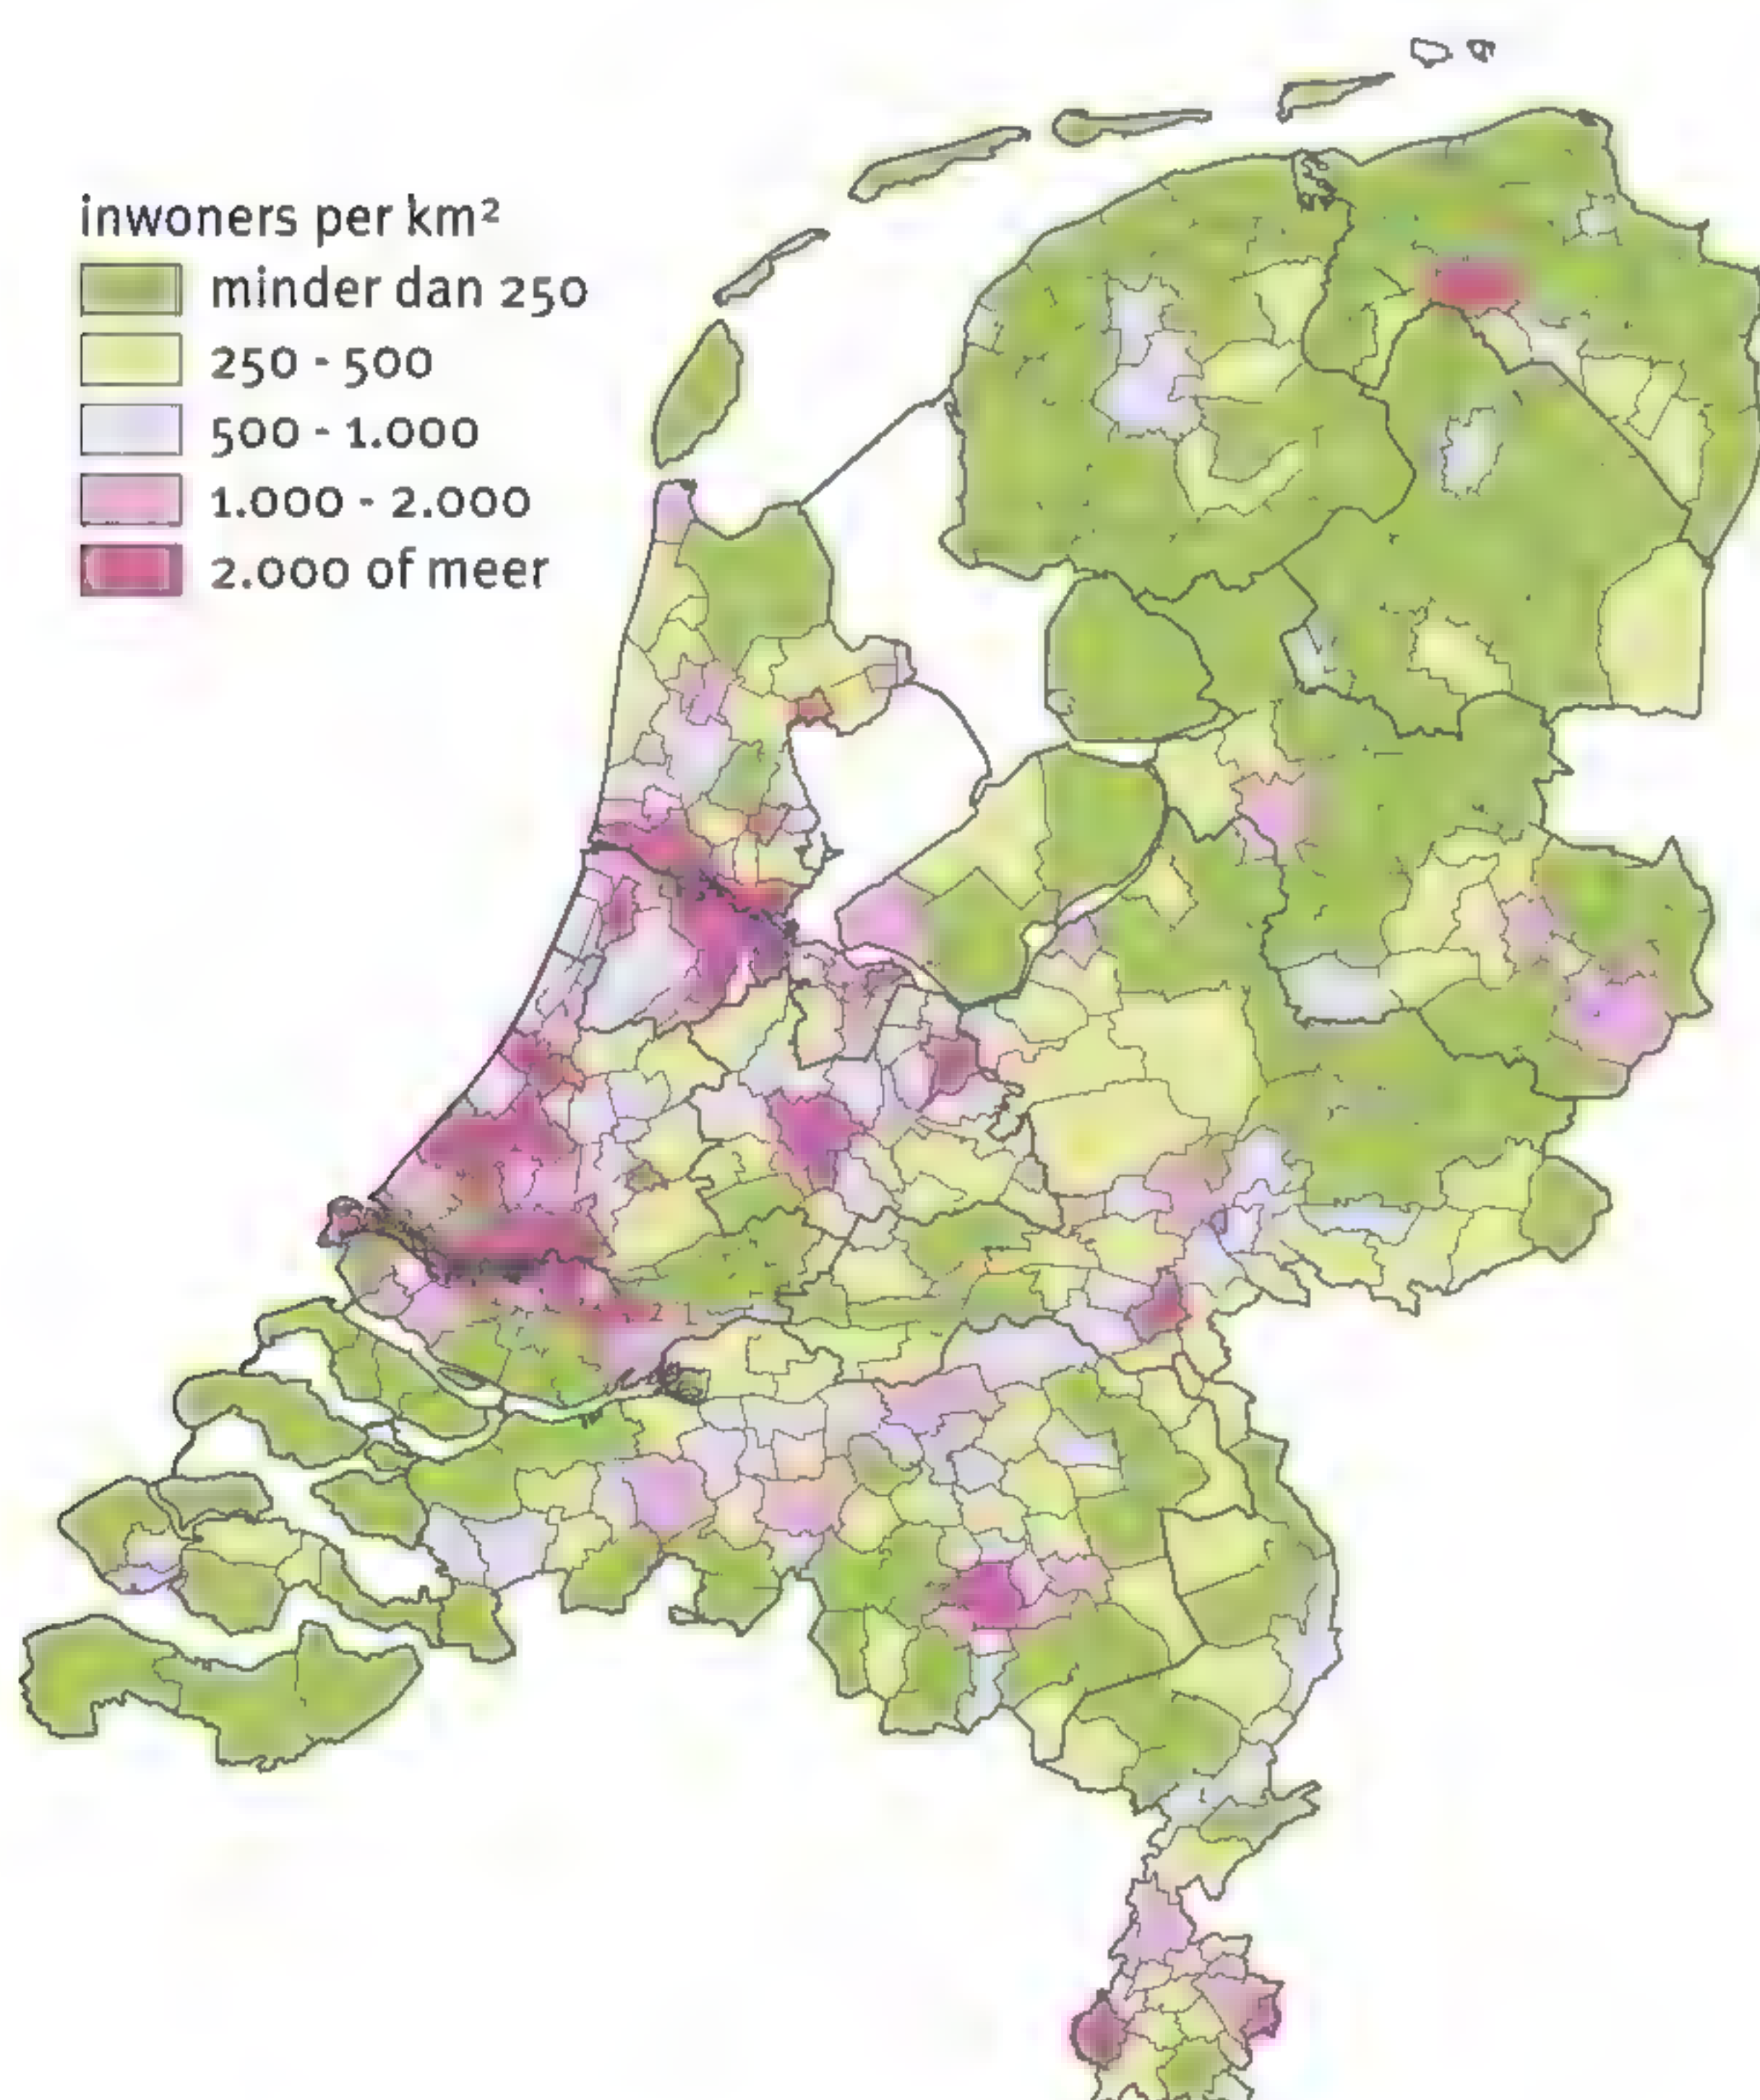 inwoners per km²
minder dan 250
250 - 500
500 - 1.000
1.000 - 2.000
2.000 of meer